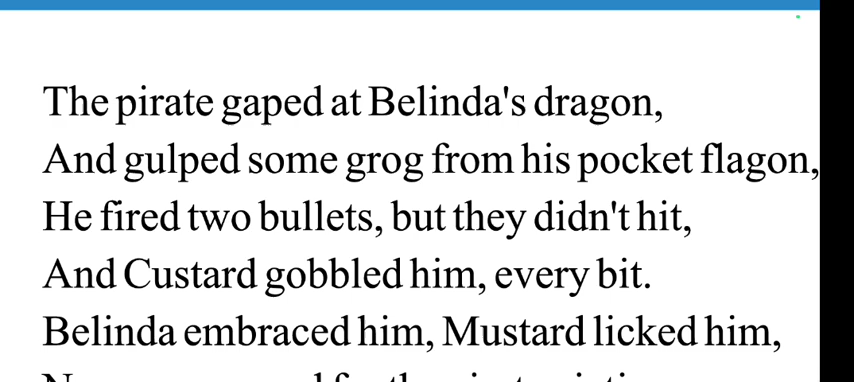 The pirate gaped at Belinda's dragon,
And gulped some grog from his pocket flagon,
He fired two bullets, but they didn't hit,
And Custard gobbled him, every bit.
Belinda embraced him, Mustard licked him,